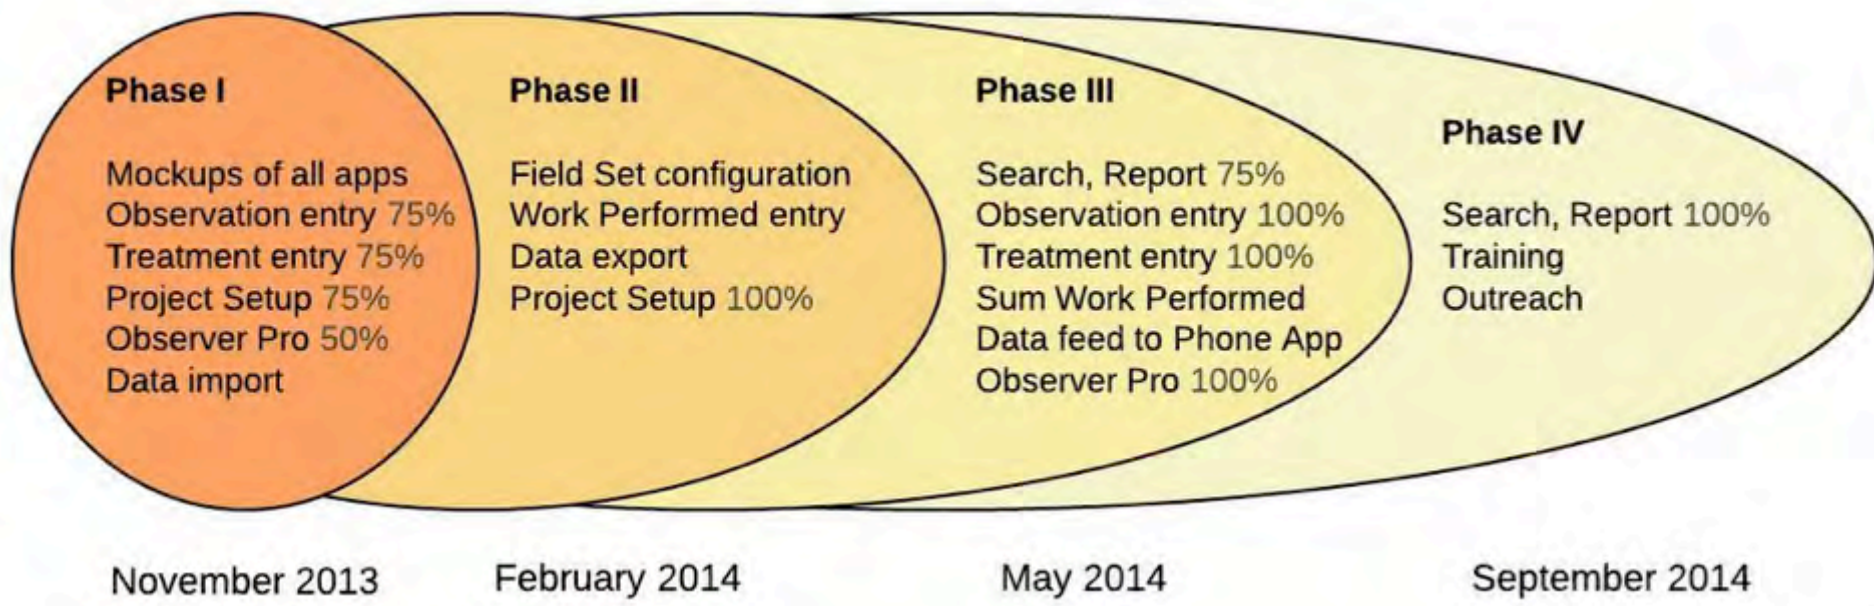 Phase I
Mockups of all apps
Observation entry 75%
Treatment entry 75%
Project Setup 75%
Observer Pro 50%
Data import
Phase II
Field Set configuration
Work Performed entry
Data export
Project Setup 100%
Phase III
Search, Report 75%
Observation entry 100%
Treatment entry 100%
Sum Work Performed
Data feed to Phone App
Observer Pro 100%
Phase IV
Search, Report 100%
Training
Outreach
November 2013
February 2014
May 2014
September 2014